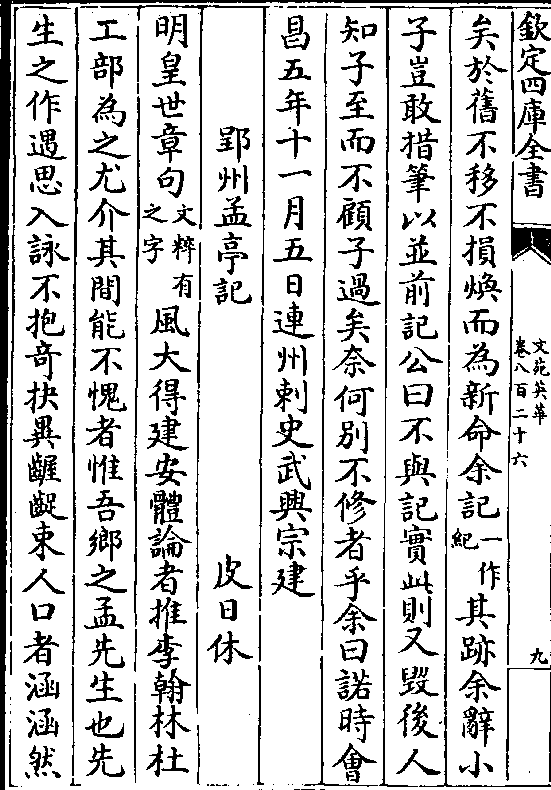 欽定四庫全書
文苑英華
卷八百二十六
九
矣於舊不移不損煥而為新命余記一作紀其跡余辭小
子豈敢措筆以並前記公曰不與記實此則又毀後人
知子至而不顧子過矣奈何別不修者乎余曰諾時會
昌五年十一月五日連州刺史武興宗建
郢州孟亭記 皮日休
明皇世章句文粹有之字風大得建安體論者推李翰林杜
工部為之尤介其間能不愧者惟吾鄉之孟先生也先
生之作遇思入詠不抱奇抉異齷齪束人口者涵涵然